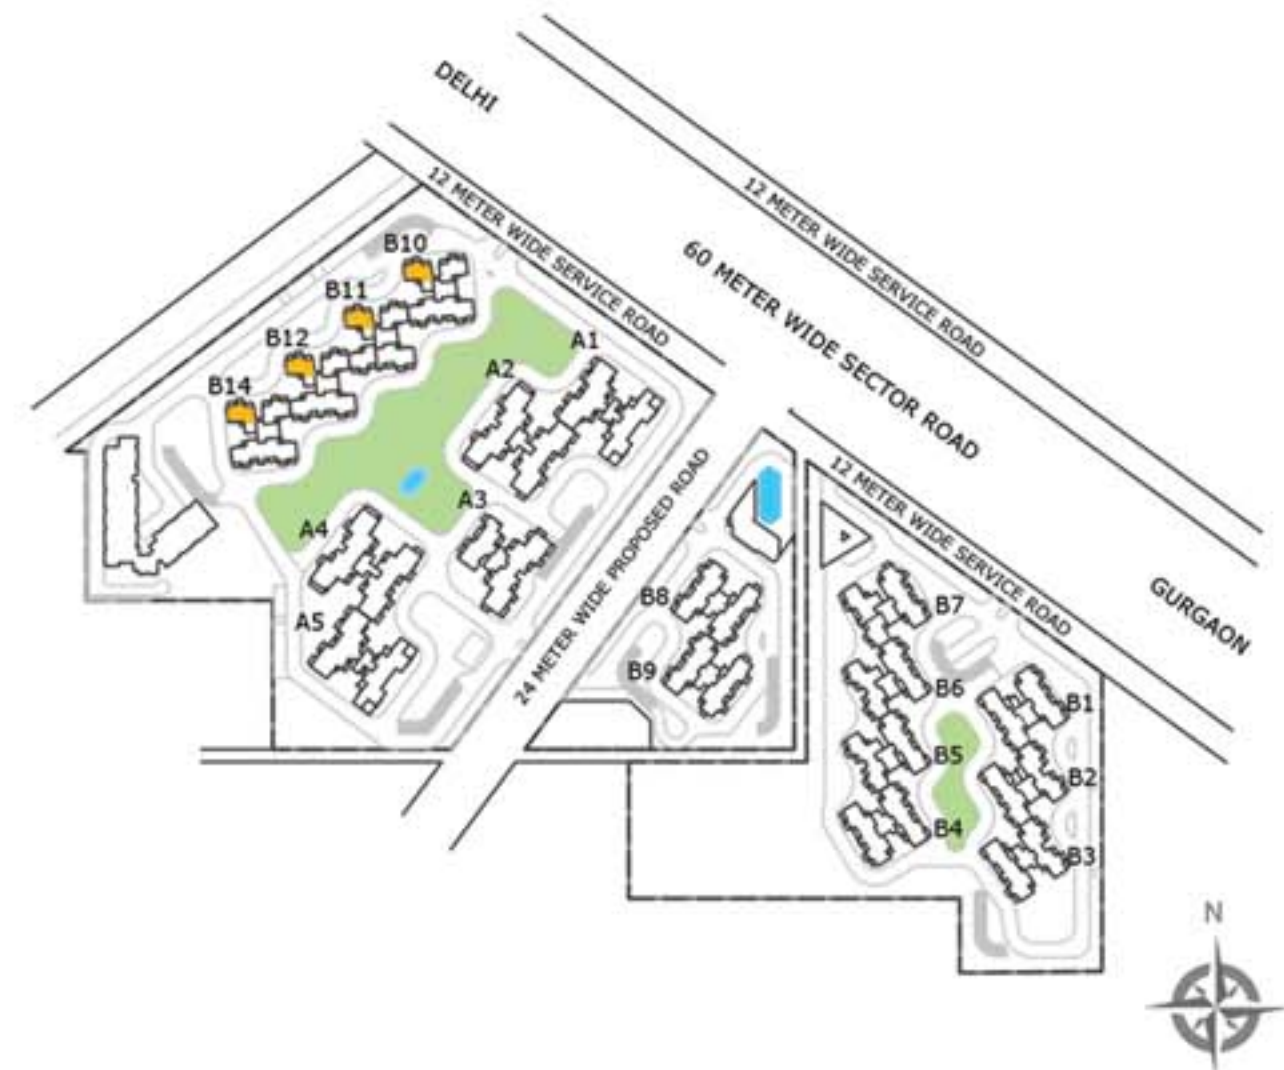 DELHI
12 METER WIDE SERVICE ROAD
12 METER WIDE SERVICE ROAD
60 METER WIDE SECTOR ROAD
B10
B11
B12
B14
A1
A2
A3
A4
A5
24 METER WIDE PROPOSED ROAD
12 METER WIDE SERVICE ROAD
GURGAON
B8
B9
B7
B6
B5
B4
B1
B2
B3
N